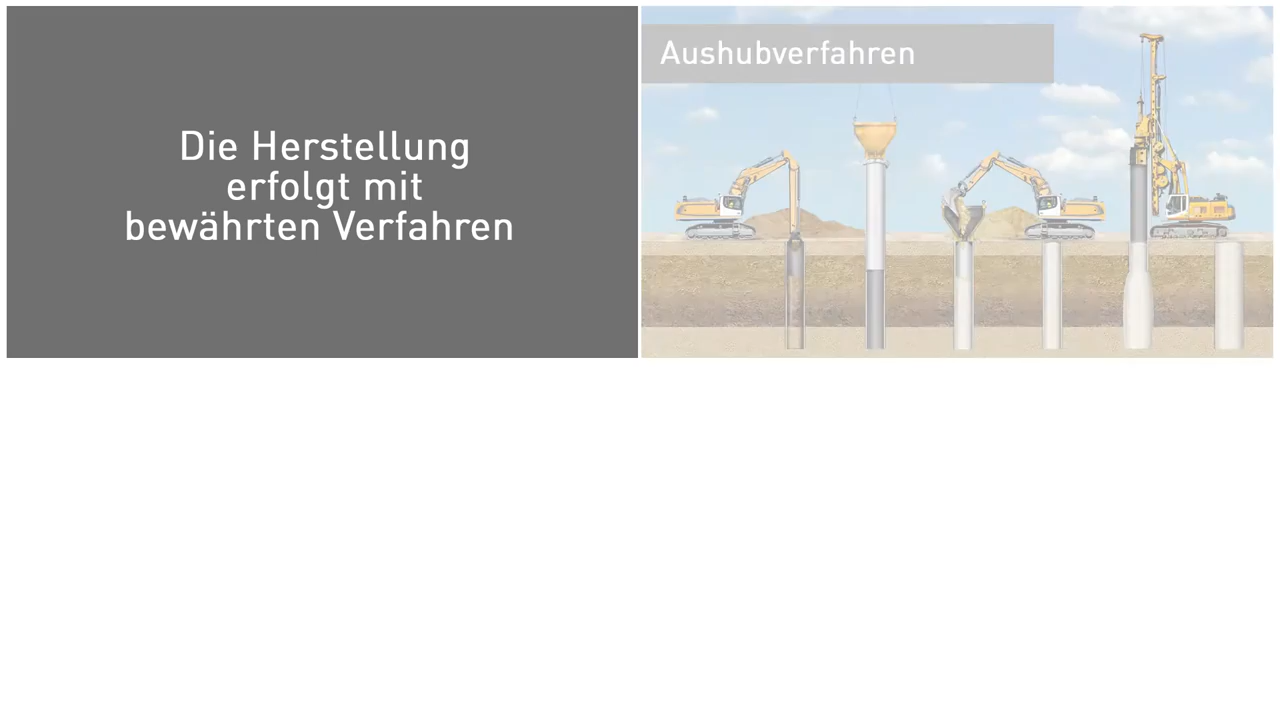 Die Herstellung
erfolgt mit
bewährten Verfahren
Aushubverfahren